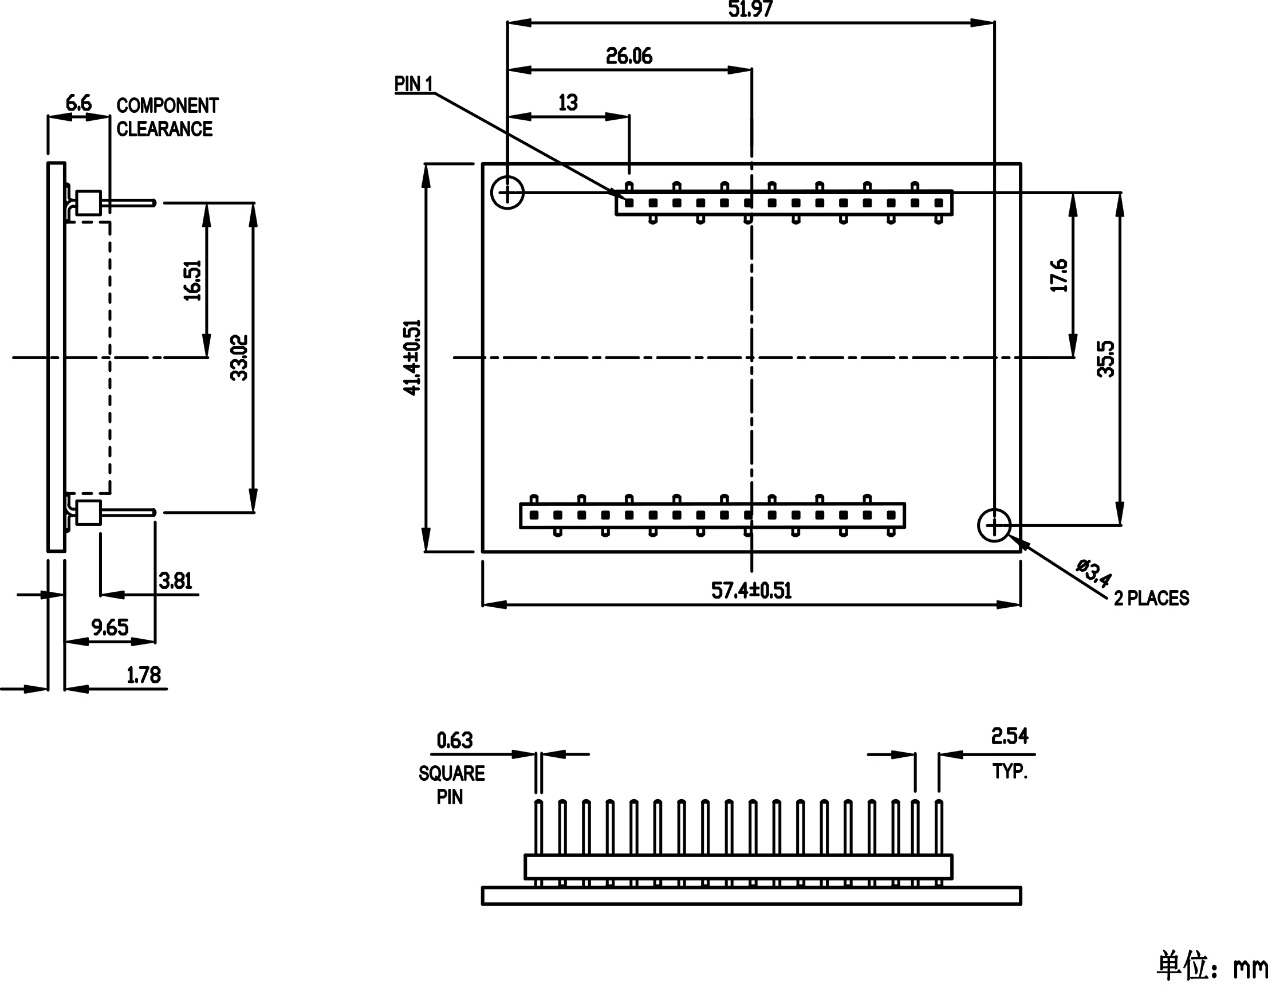 51.97
26.06
PIN 1
13
6.6
COMPONENT
CLEARANCE
16.51
33.02
41.4±0.51
17.6
35.5
3.81
9.65
1.78
57.4±0.51
ø3.4
2 PLACES
0.63
SQUARE
PIN
2.54
TYP.
单位：mm